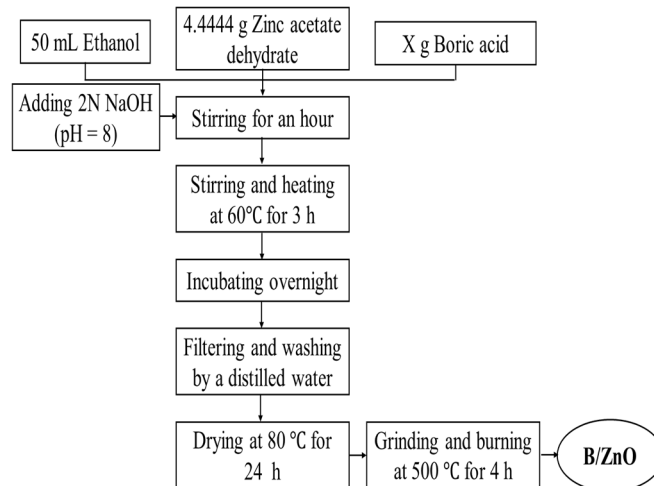 50 mL Ethanol
4.4444 g Zinc acetate
dehydrate
X g Boric acid
Adding 2N NaOH
(pH = 8)
Stirring for an hour
Stirring and heating
at 60℃ for 3 h
Incubating overnight
Filtering and washing
by a distilled water
Drying at 80 ℃ for
24 h
Grinding and burning
at 500 ℃ for 4 h
B/ZnO